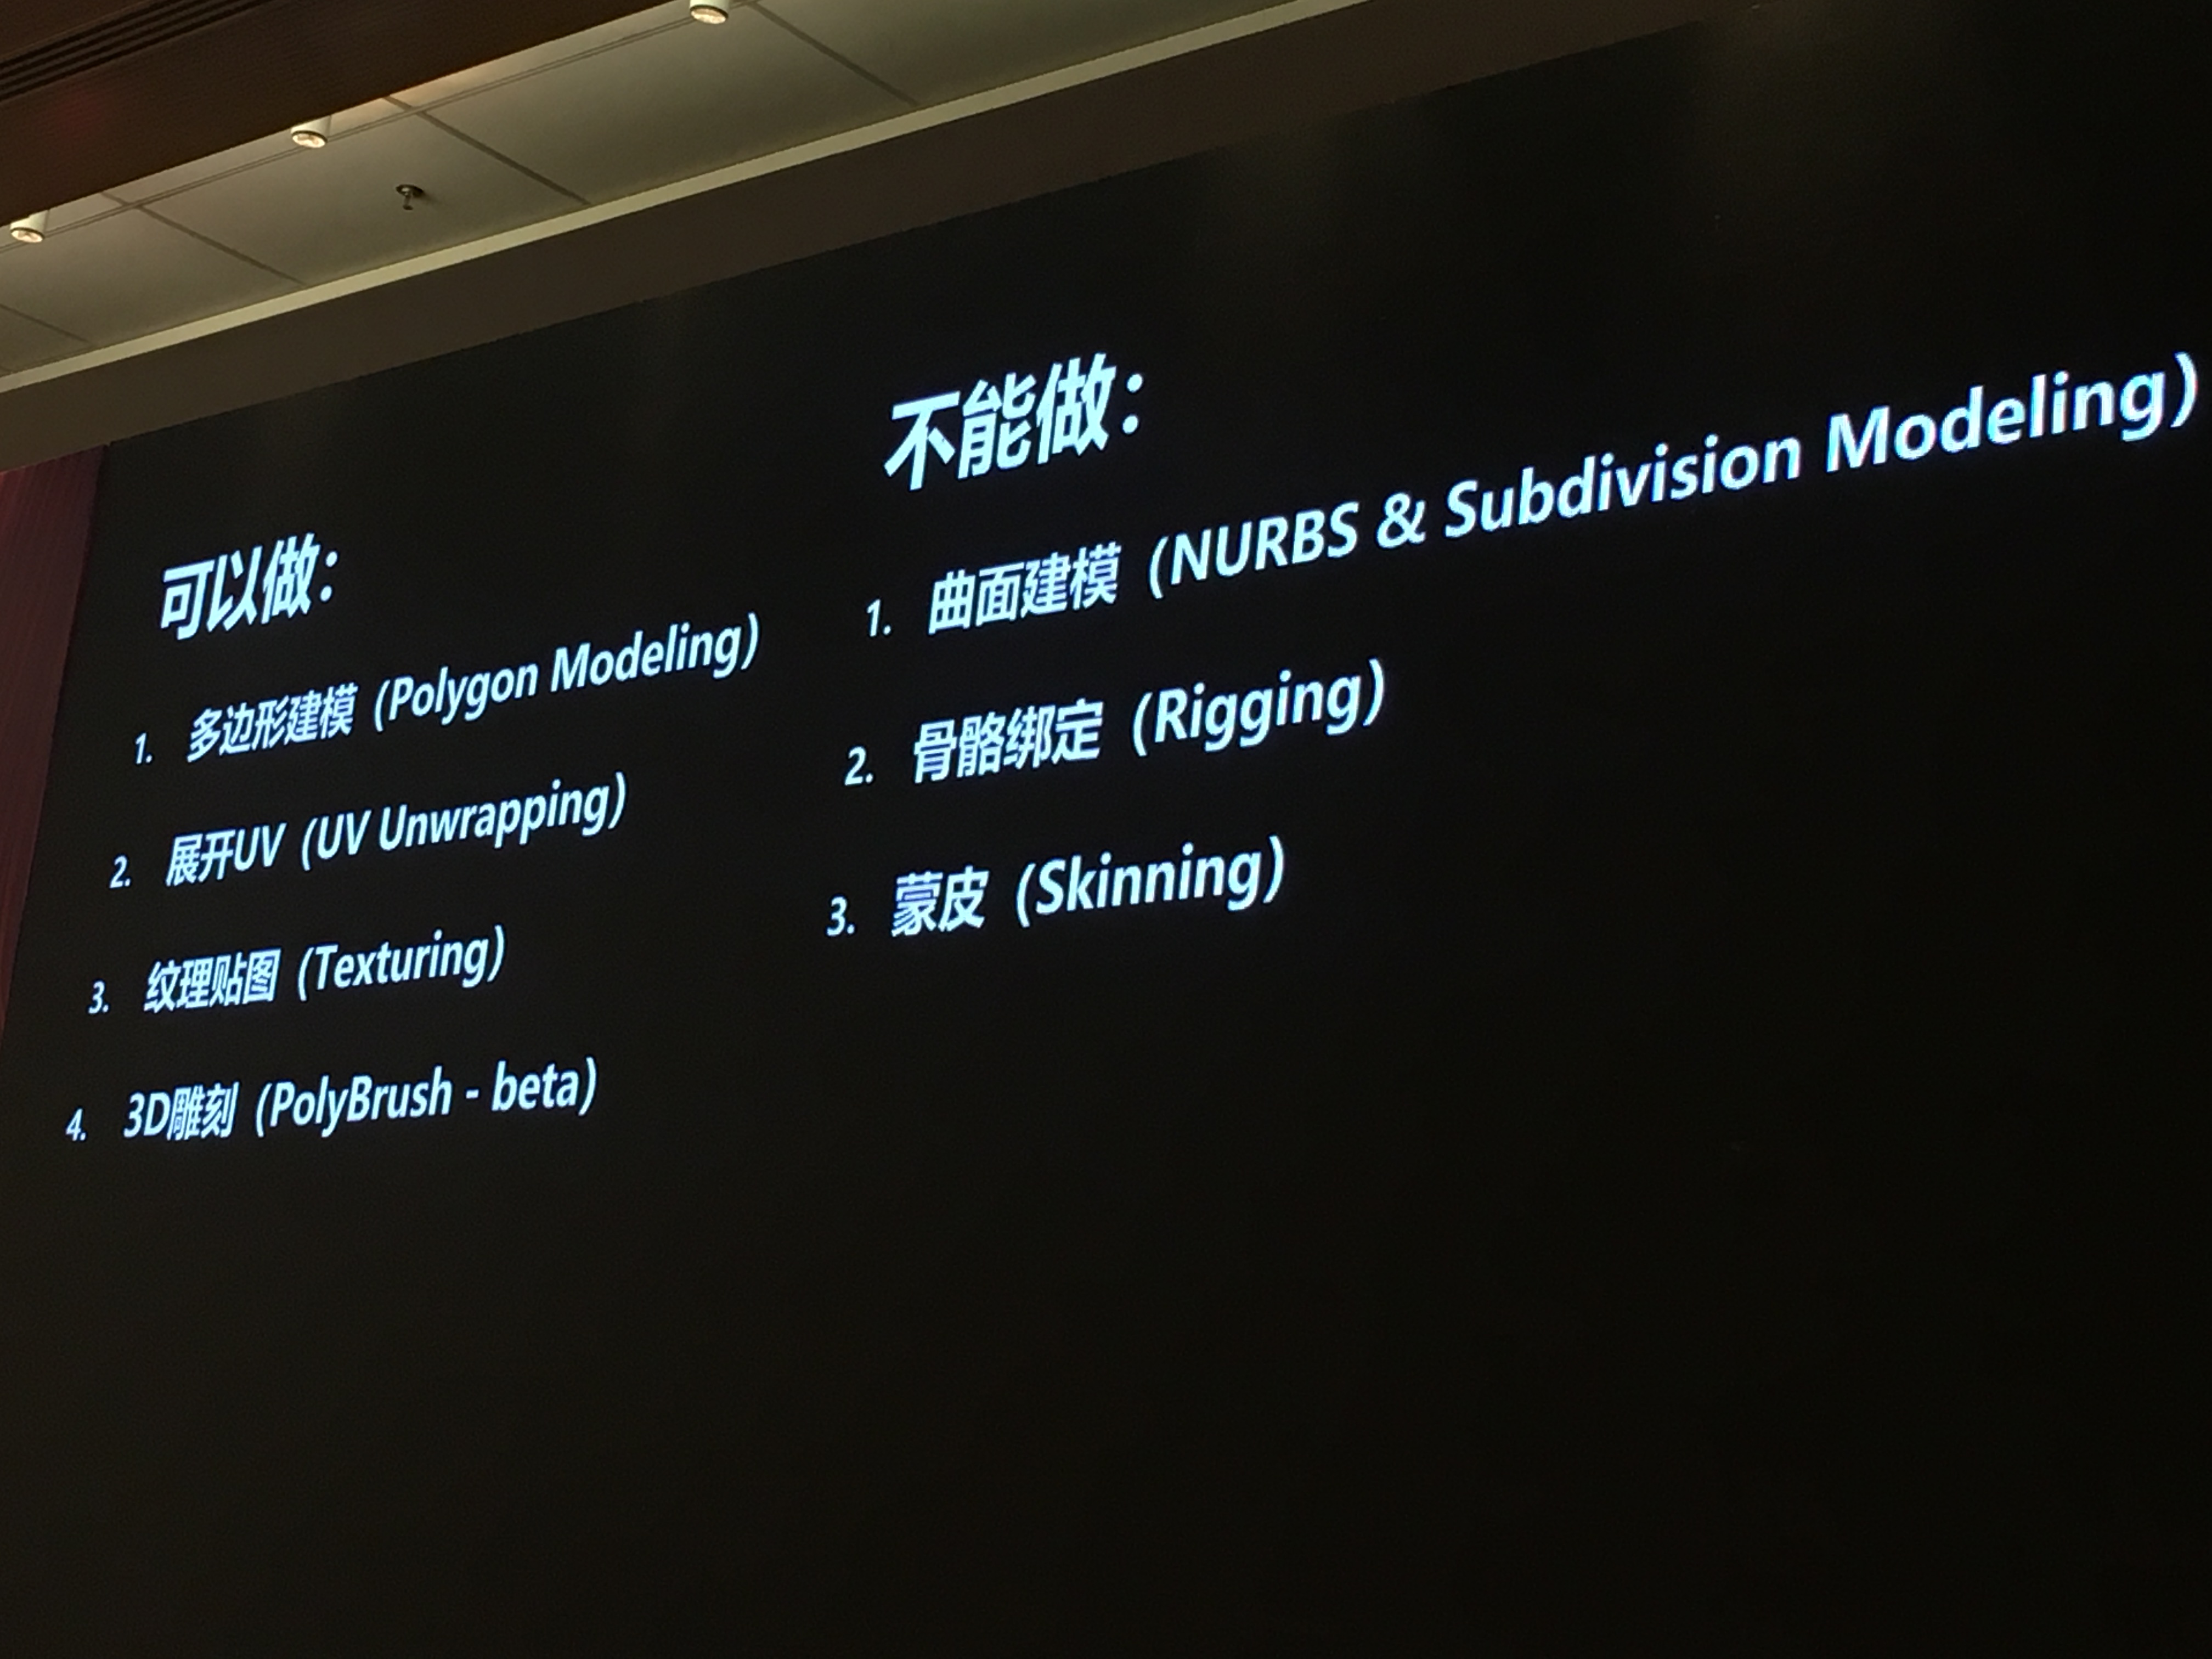 可以做：
1. 多边形建模（Polygon Modeling）
2. 展开UV（UV Unwrapping）
3. 纹理贴图（Texturing）
4. 3D雕刻（PolyBrush - beta）
不能做：
1. 曲面建模（NURBS & Subdivision Modeling）
2. 骨骼绑定（Rigging）
3. 蒙皮（Skinning）